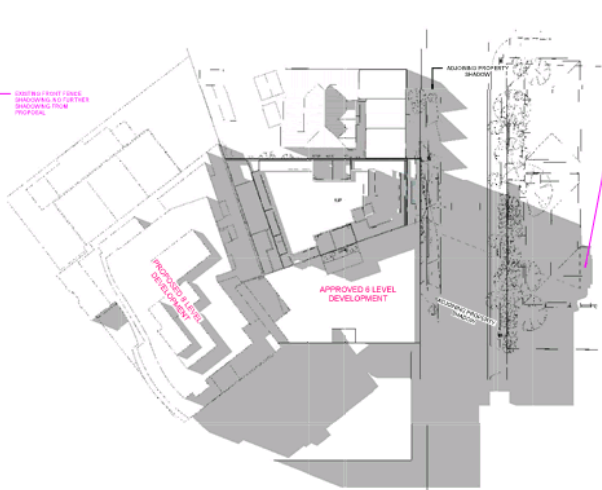 EXISTING FRONT FENCE
SHADOWING. NO FURTHER
SHADOWING FROM
PROPOSAL
ADJOINING PROPERTY
SHADOW
PROPOSED 8 LEVEL
DEVELOPMENT
APPROVED 6 LEVEL
DEVELOPMENT
ADJOINING PROPERTY
SHADOW